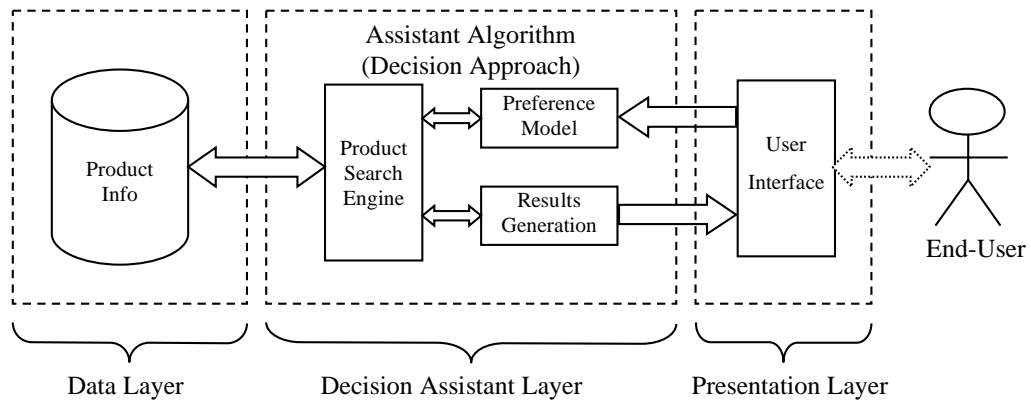 Assistant Algorithm
(Decision Approach)
Product
Info
Product
Search
Engine
Preference
Model
Results
Generation
User
Interface
End-User
Data Layer
Decision Assistant Layer
Presentation Layer